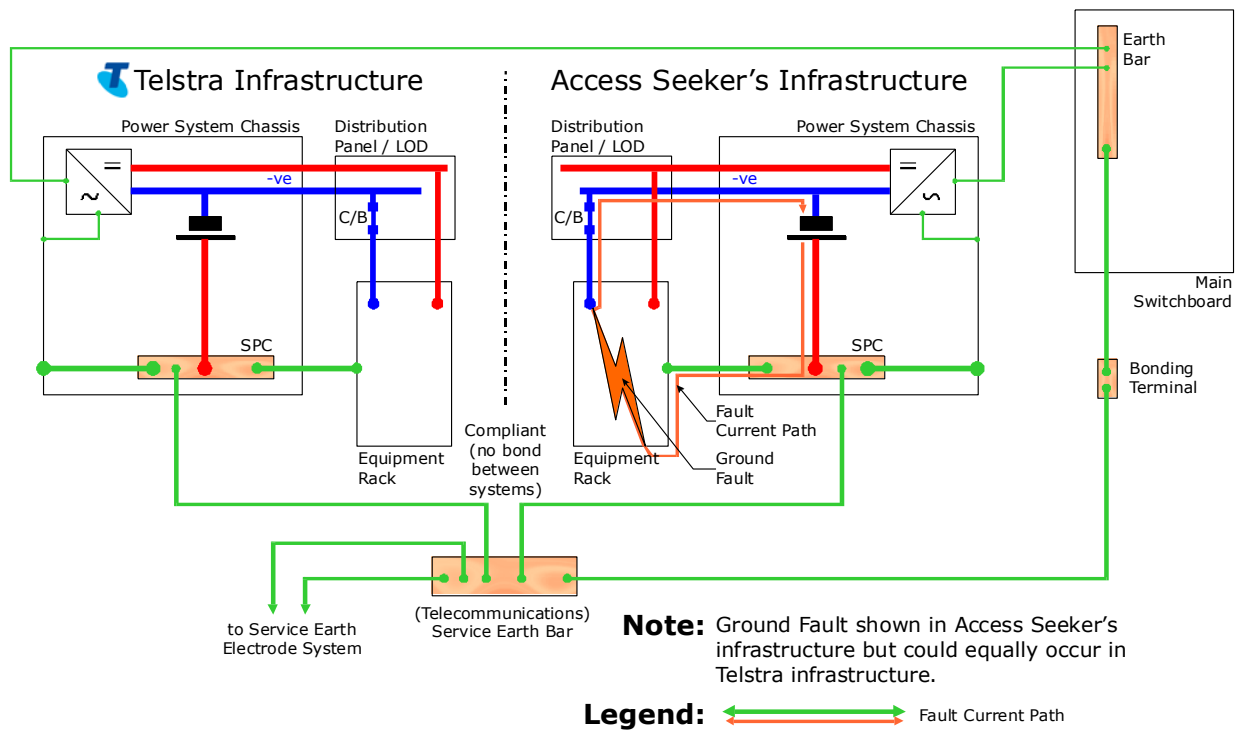 Earth
Bar
Telstra Infrastructure
Access Seeker's Infrastructure
Power System Chassis
Distribution
Panel / LOD
Distribution
Panel / LOD
Power System Chassis
-ve
-ve
C/B
C/B
Main
Switchboard
SPC
SPC
Bonding
Terminal
Fault
Current Path
Compliant
(no bond
between
systems)
Equipment
Rack
Equipment
Rack
Ground
Fault
(Telecommunications)
Service Earth Bar
to Service Earth
Electrode System
Note: Ground Fault shown in Access Seeker's
infrastructure but could equally occur in
Telstra infrastructure.
Legend: Fault Current Path